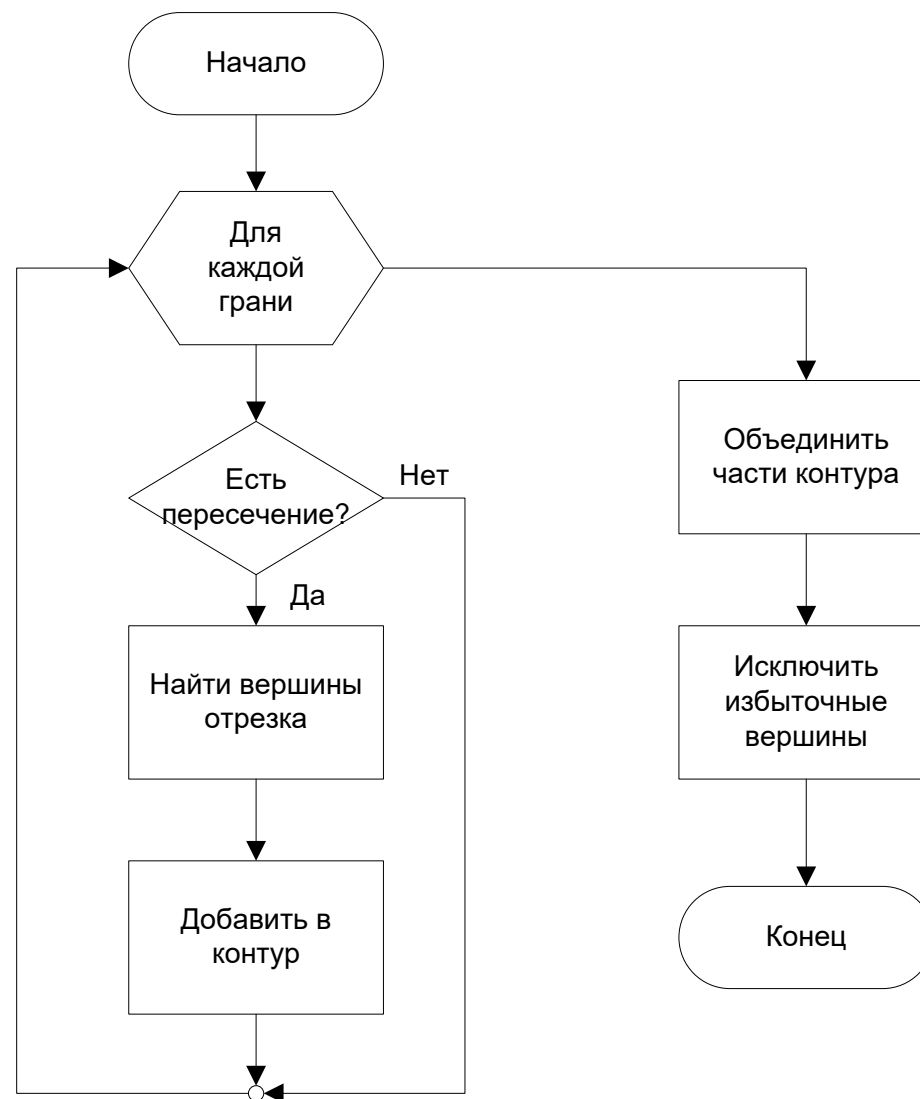 Начало
Для
каждой
грани
Есть
пересечение?
Нет
Да
Найти вершины
отрезка
Добавить в
контур
Объединить
части контура
Исключить
избыточные
вершины
Конец